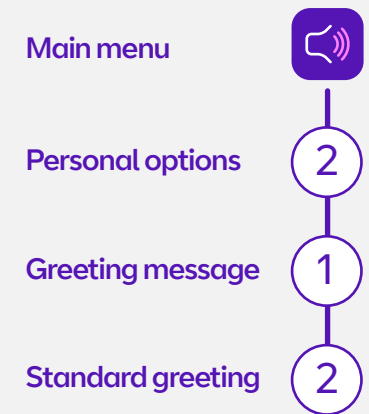 Main menu
Personal options 2
Greeting message 1
Standard greeting 2